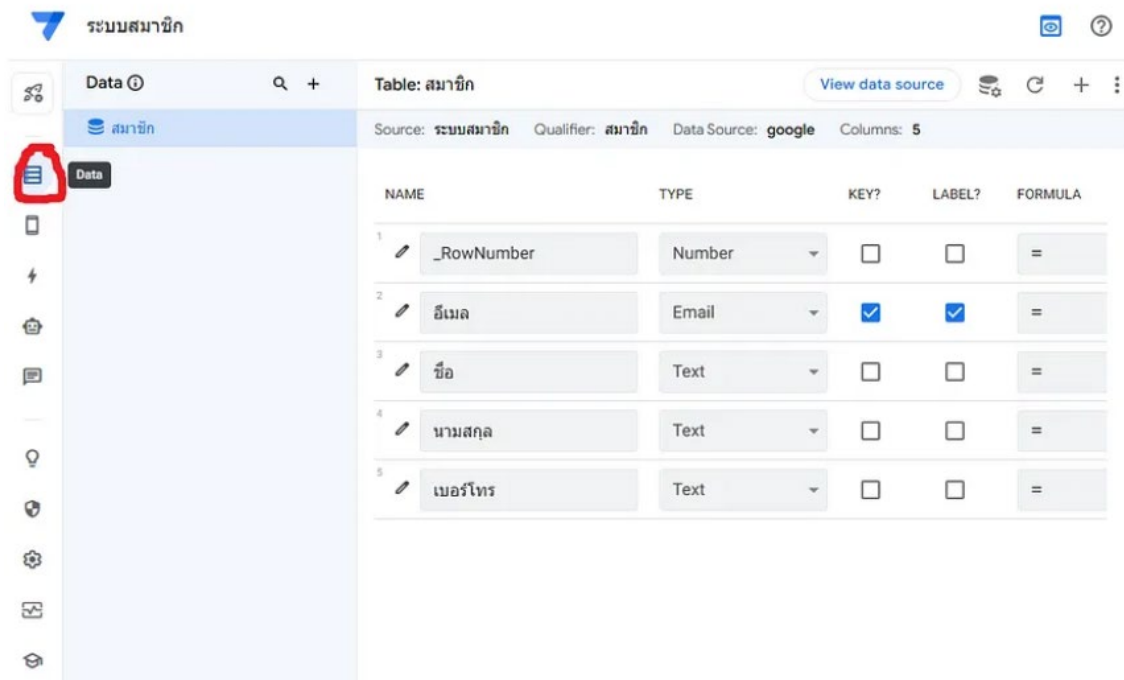 ระบบสมาชิก
Data
Table: สมาชิก
View data source
สมาชิก
Source: ระบบสมาชิก Qualifier: สมาชิก Data Source: google Columns: 5
Data
NAME TYPE KEY? LABEL? FORMULA
1 _RowNumber Number =
2 อีเมล Email =
3 ชื่อ Text =
4 นามสกุล Text =
5 เบอร์โทร Text =